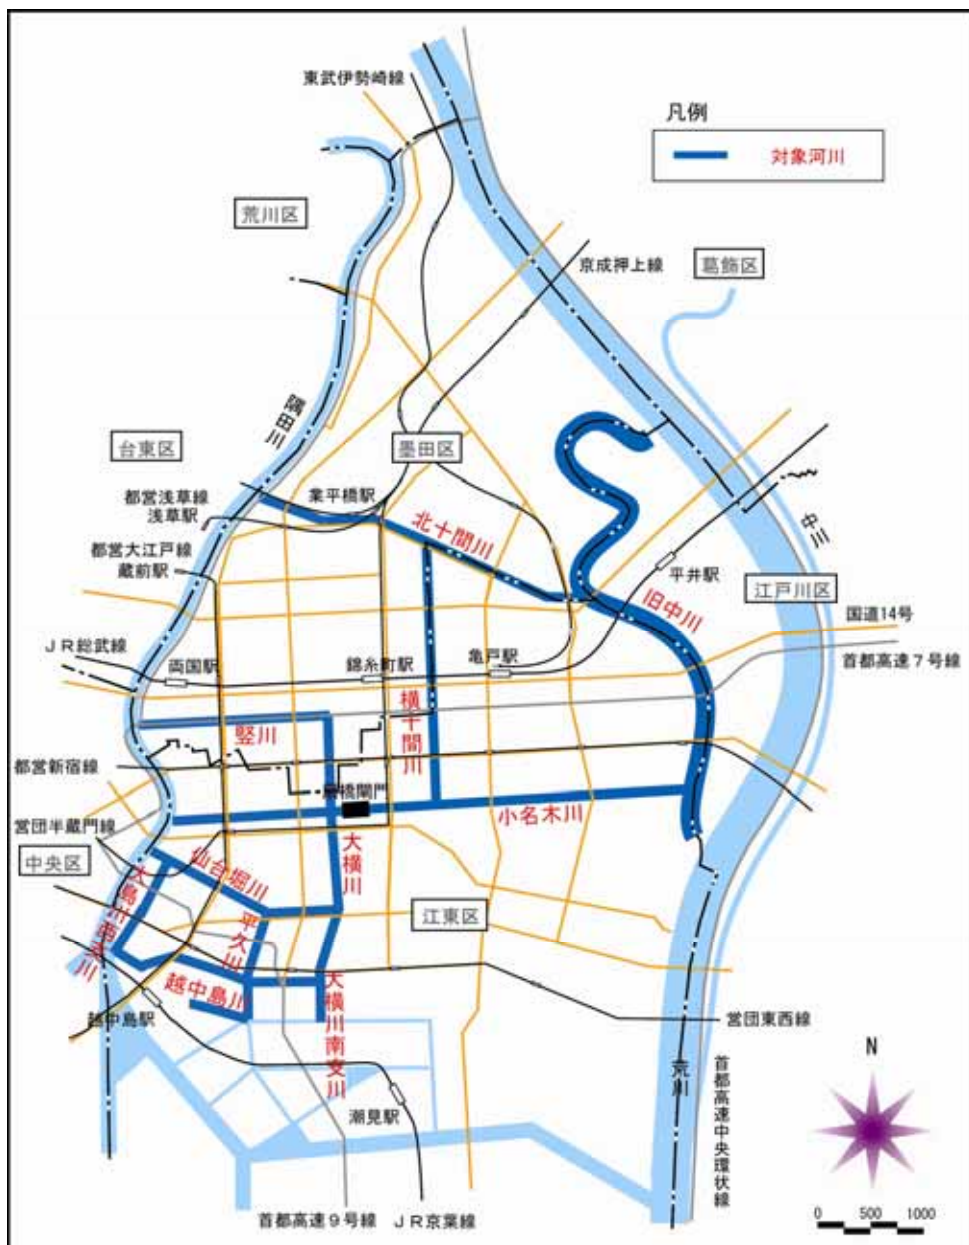 東武伊勢崎線
凡例
対象河川
荒川区
京成押上線
葛飾区
隅田川
台東区
墨田区
業平橋駅
都営浅草線
浅草駅
北十間川
中川
都営大江戸線
蔵前駅
平井駅
江戸川区
旧中川
国道14号
JR総武線
両国駅
錦糸町駅
亀戸駅
首都高速7号線
横十間川
竪川
都営新宿線
扇橋閘門
小名木川
営団半蔵門線
中央区
大横川
仙台堀川
大島川西支川
平久川
江東区
越中島川
大横川南支川
越中島駅
営団東西線
N
荒川
首都高速中央環状線
潮見駅
首都高速9号線
JR京葉線
0 500 1000